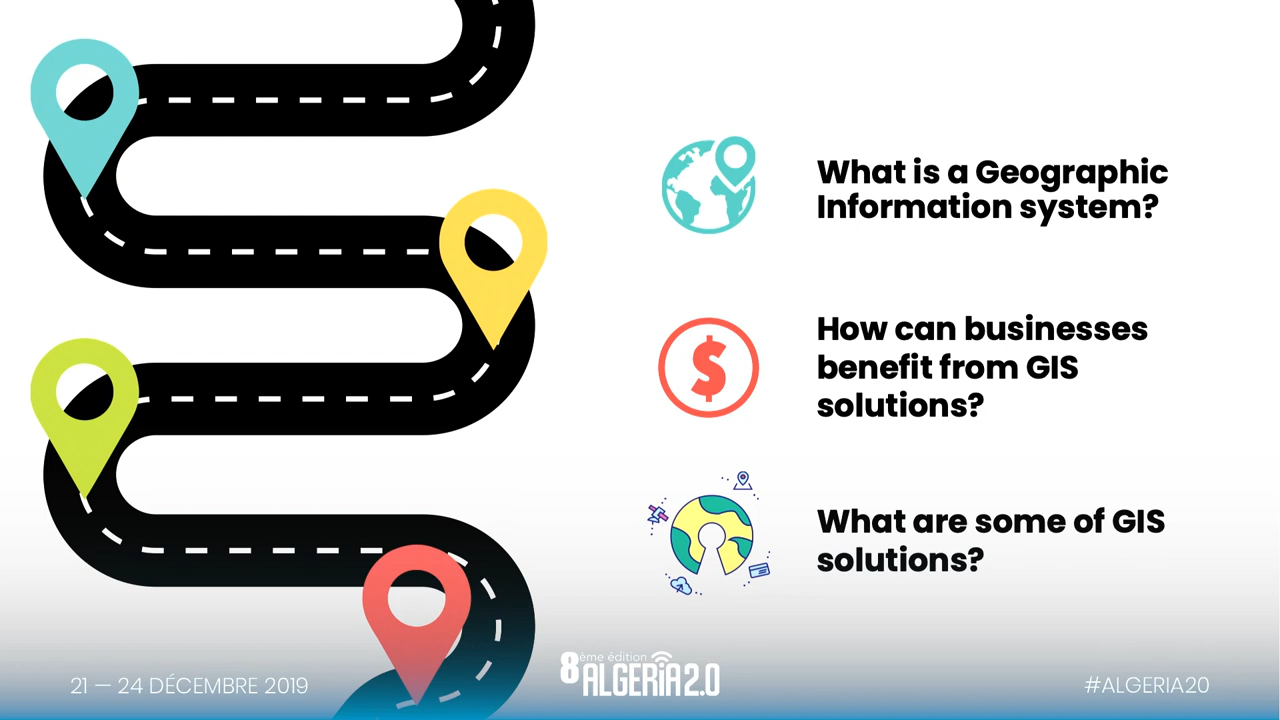 What is a Geographic
Information system?
$
How can businesses
benefit from GIS
solutions?
What are some of GIS
solutions?
21 — 24 DÉCEMBRE 2019
8ème édition
ALGERiA2.0
#ALGERIA20